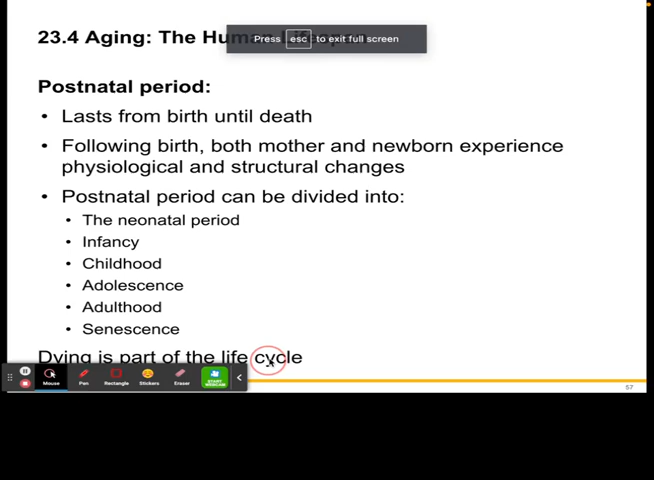 23.4 Aging: The Hum
Press esc to exit full screen
Postnatal period:
• Lasts from birth until death
• Following birth, both mother and newborn experience
physiological and structural changes
• Postnatal period can be divided into:
• The neonatal period
• Infancy
• Childhood
• Adolescence
• Adulthood
• Senescence
Dying is part of the life cycle
Mouse Pen Rectangle Stickers Eraser START WEBCAM
57